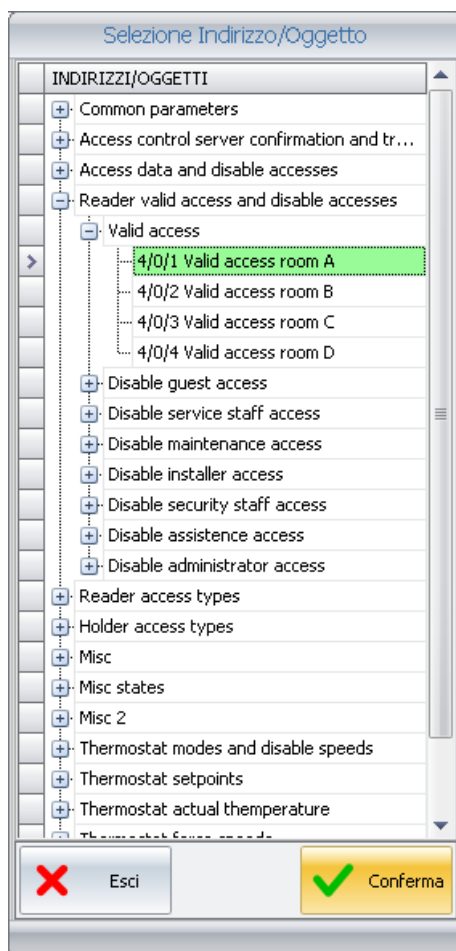 Selezione Indirizzo/Oggetto
INDIRIZZI/OGGETTI
Common parameters
Access control server confirmation and tr...
Access data and disable accesses
Reader valid access and disable accesses
Valid access
4/0/1 Valid access room A
4/0/2 Valid access room B
4/0/3 Valid access room C
4/0/4 Valid access room D
Disable guest access
Disable service staff access
Disable maintenance access
Disable installer access
Disable security staff access
Disable assistence access
Disable administrator access
Reader access types
Holder access types
Misc
Misc states
Misc 2
Thermostat modes and disable speeds
Thermostat setpoints
Thermostat actual themperature
Thermostat force speeds
Esci
Conferma